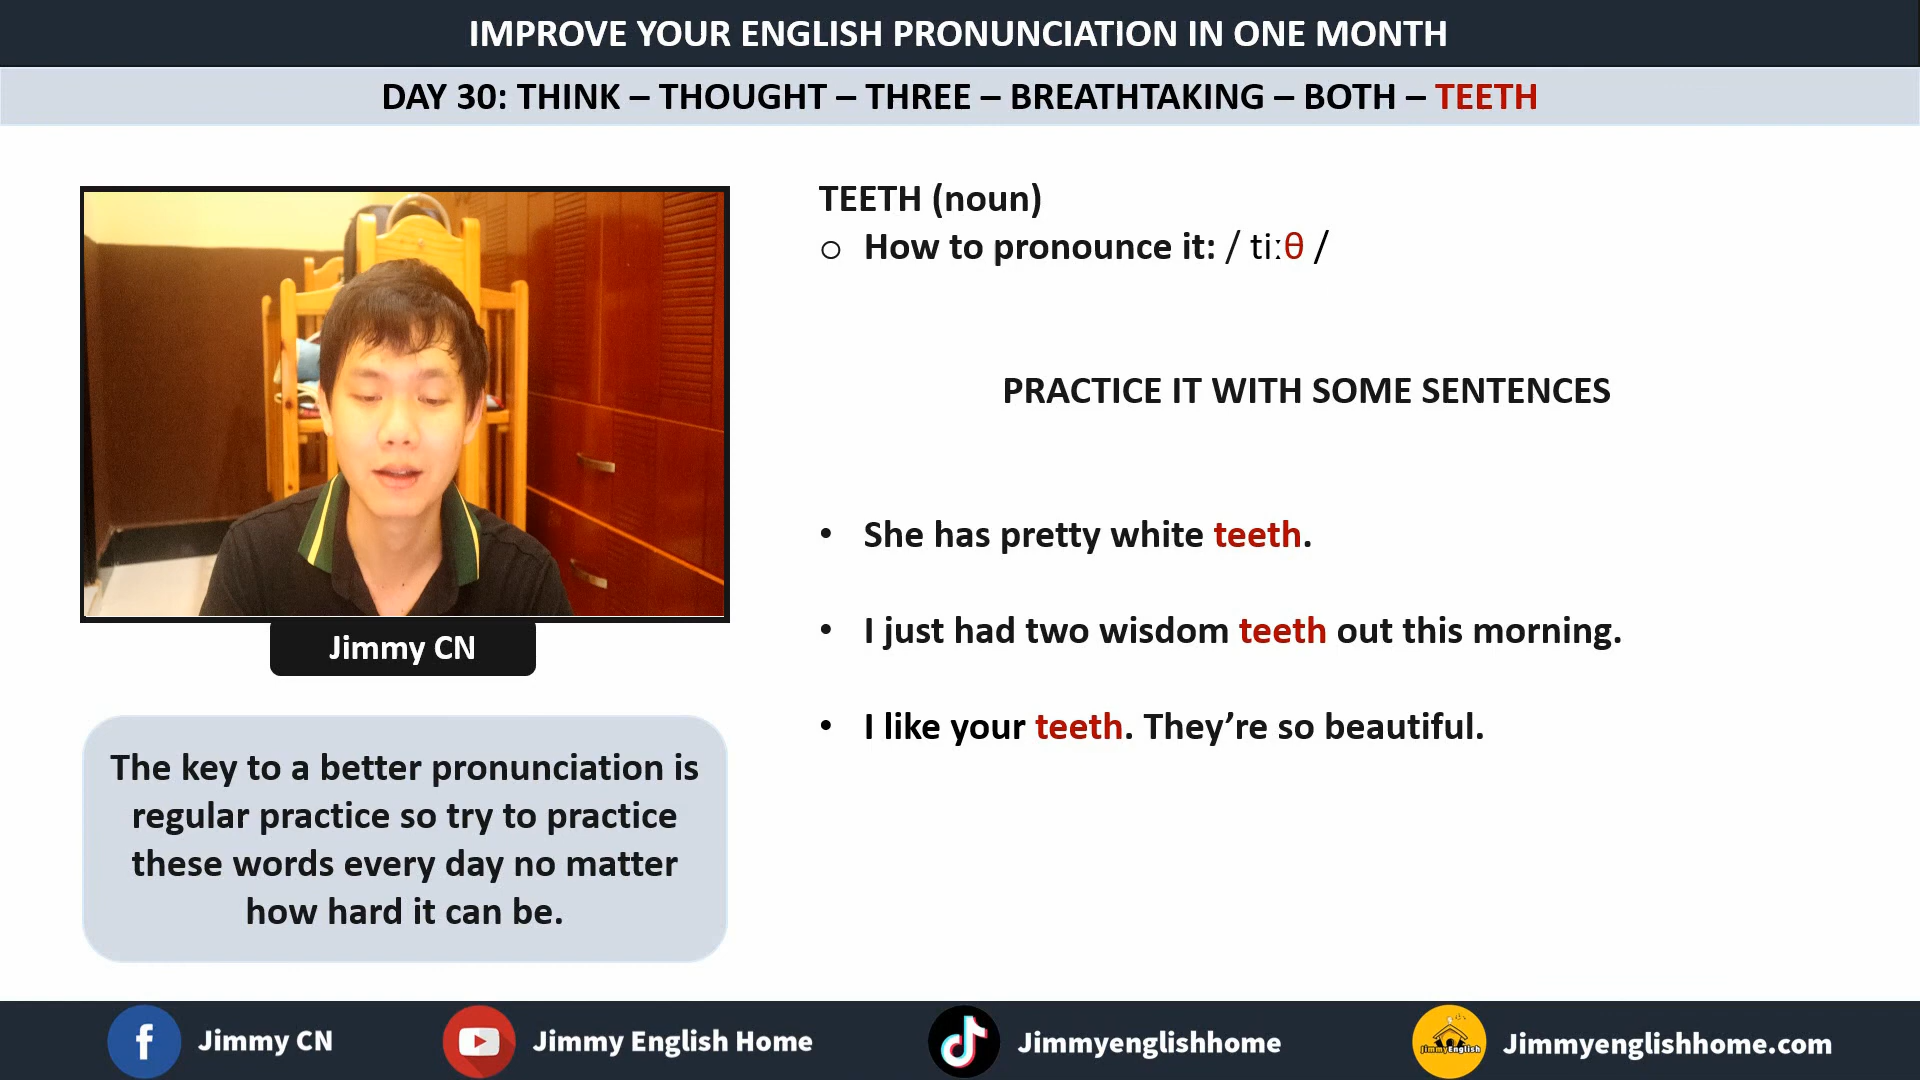 IMPROVE YOUR ENGLISH PRONUNCIATION IN ONE MONTH
DAY 30: THINK – THOUGHT – THREE – BREATHTAKING – BOTH – TEETH
TEETH (noun)
o How to pronounce it: / tiːθ /
PRACTICE IT WITH SOME SENTENCES
• She has pretty white teeth.
• I just had two wisdom teeth out this morning.
• I like your teeth. They’re so beautiful.
Jimmy CN
The key to a better pronunciation is
regular practice so try to practice
these words every day no matter
how hard it can be.
f Jimmy CN
Jimmy English Home
Jimmyenglishhome
JimmyEnglish
Jimmyenglishhome.com